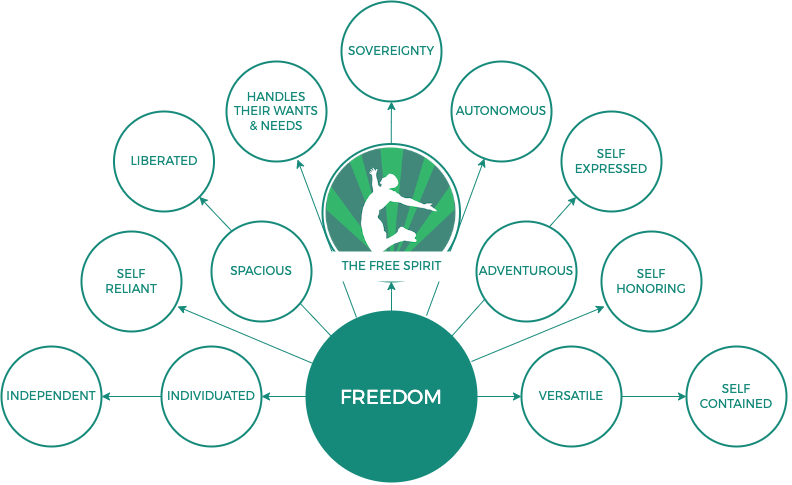 SOVEREIGNTY
HANDLES
THEIR WANTS
& NEEDS
AUTONOMOUS
LIBERATED
SELF
EXPRESSED
SELF
RELIANT
SPACIOUS
THE FREE SPIRIT
ADVENTUROUS
SELF
HONORING
INDEPENDENT
INDIVIDUATED
FREEDOM
VERSATILE
SELF
CONTAINED